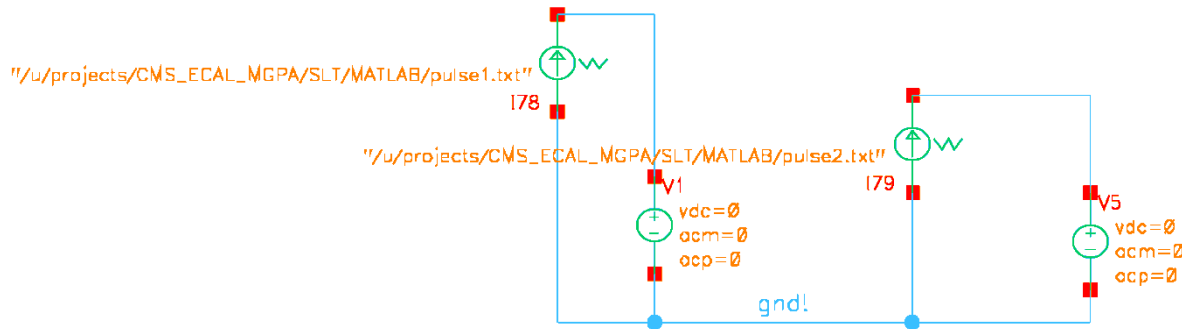 "/u/projects/CMS_ECAL_MGPA/SLT/MATLAB/pulse1.txt"
I78
"/u/projects/CMS_ECAL_MGPA/SLT/MATLAB/pulse2.txt"
I79
V1
vdc=0
acm=0
acp=0
V5
vdc=0
acm=0
acp=0
gnd!